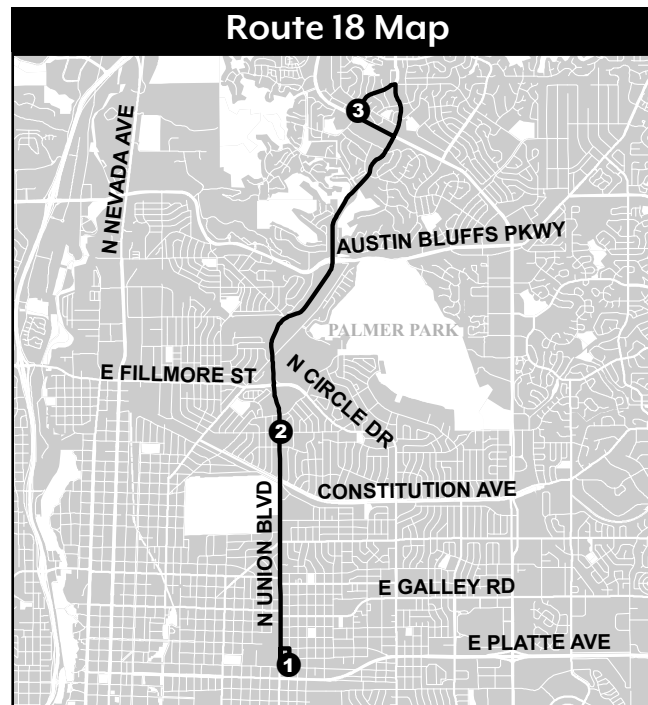 Route 18 Map
3
N NEVADA AVE
AUSTIN BLUFFS PKWY
PALMER PARK
E FILLMORE ST
N CIRCLE DR
2
CONSTITUTION AVE
N UNION BLVD
E GALLEY RD
E PLATTE AVE
1